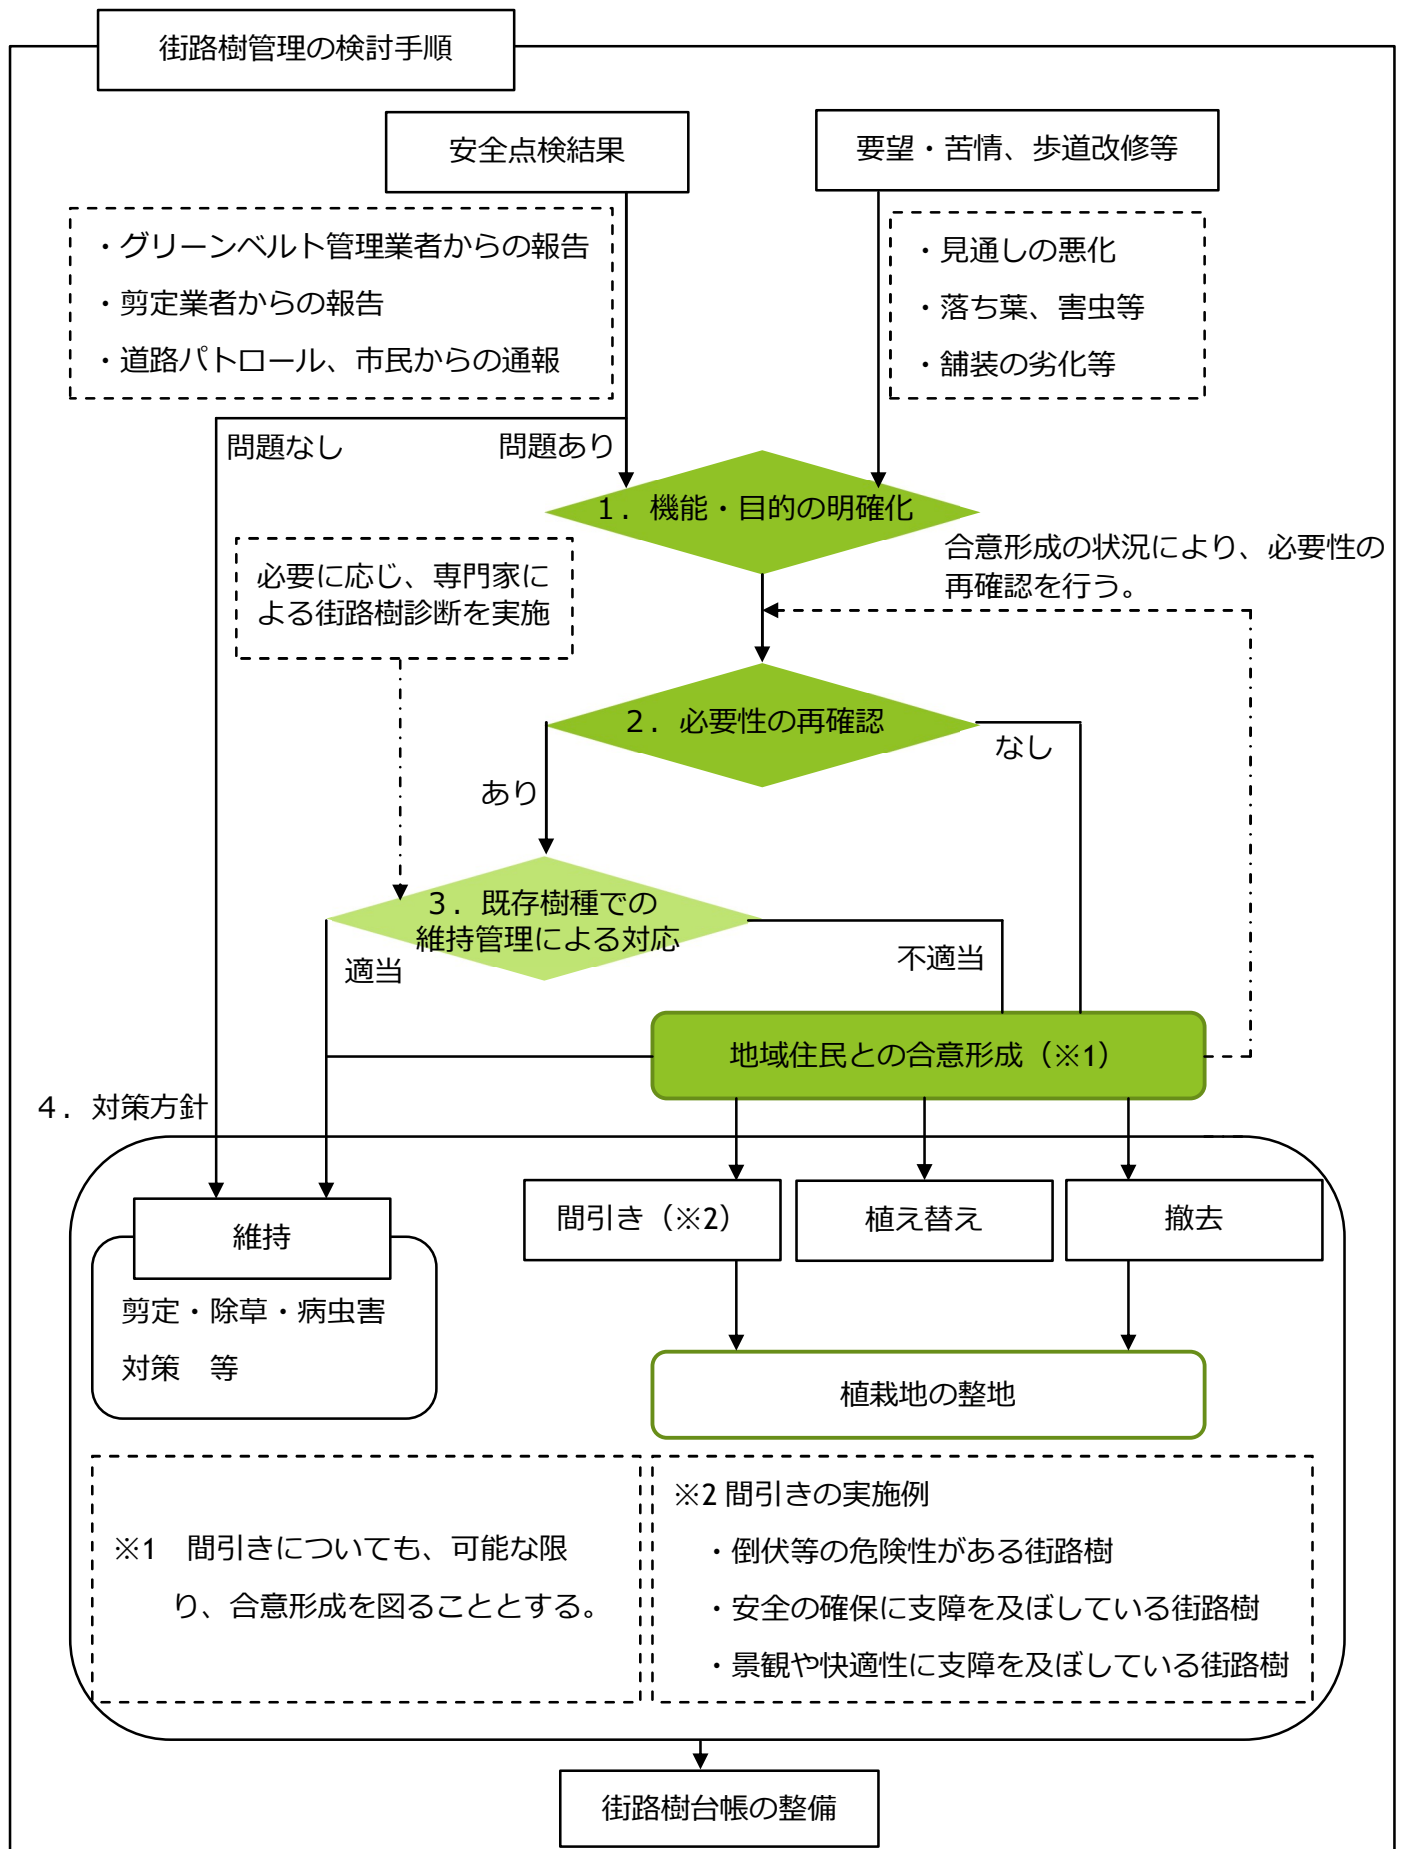 街路樹管理の検討手順
安全点検結果
要望・苦情、歩道改修等
・グリーンベルト管理業者からの報告
・剪定業者からの報告
・道路パトロール、市民からの通報
・見通しの悪化
・落ち葉、害虫等
・舗装の劣化等
問題なし
問題あり
1．機能・目的の明確化
合意形成の状況により、必要性の
再確認を行う。
必要に応じ、専門家に
よる街路樹診断を実施
2．必要性の再確認
なし
あり
3．既存樹種での
維持管理による対応
適当
不適当
地域住民との合意形成（※1）
4．対策方針
維持
間引き（※2）
植え替え
撤去
剪定・除草・病虫害
対策　等
植栽地の整地
※1　間引きについても、可能な限
り、合意形成を図ることとする。
※2 間引きの実施例
・倒伏等の危険性がある街路樹
・安全の確保に支障を及ぼしている街路樹
・景観や快適性に支障を及ぼしている街路樹
街路樹台帳の整備